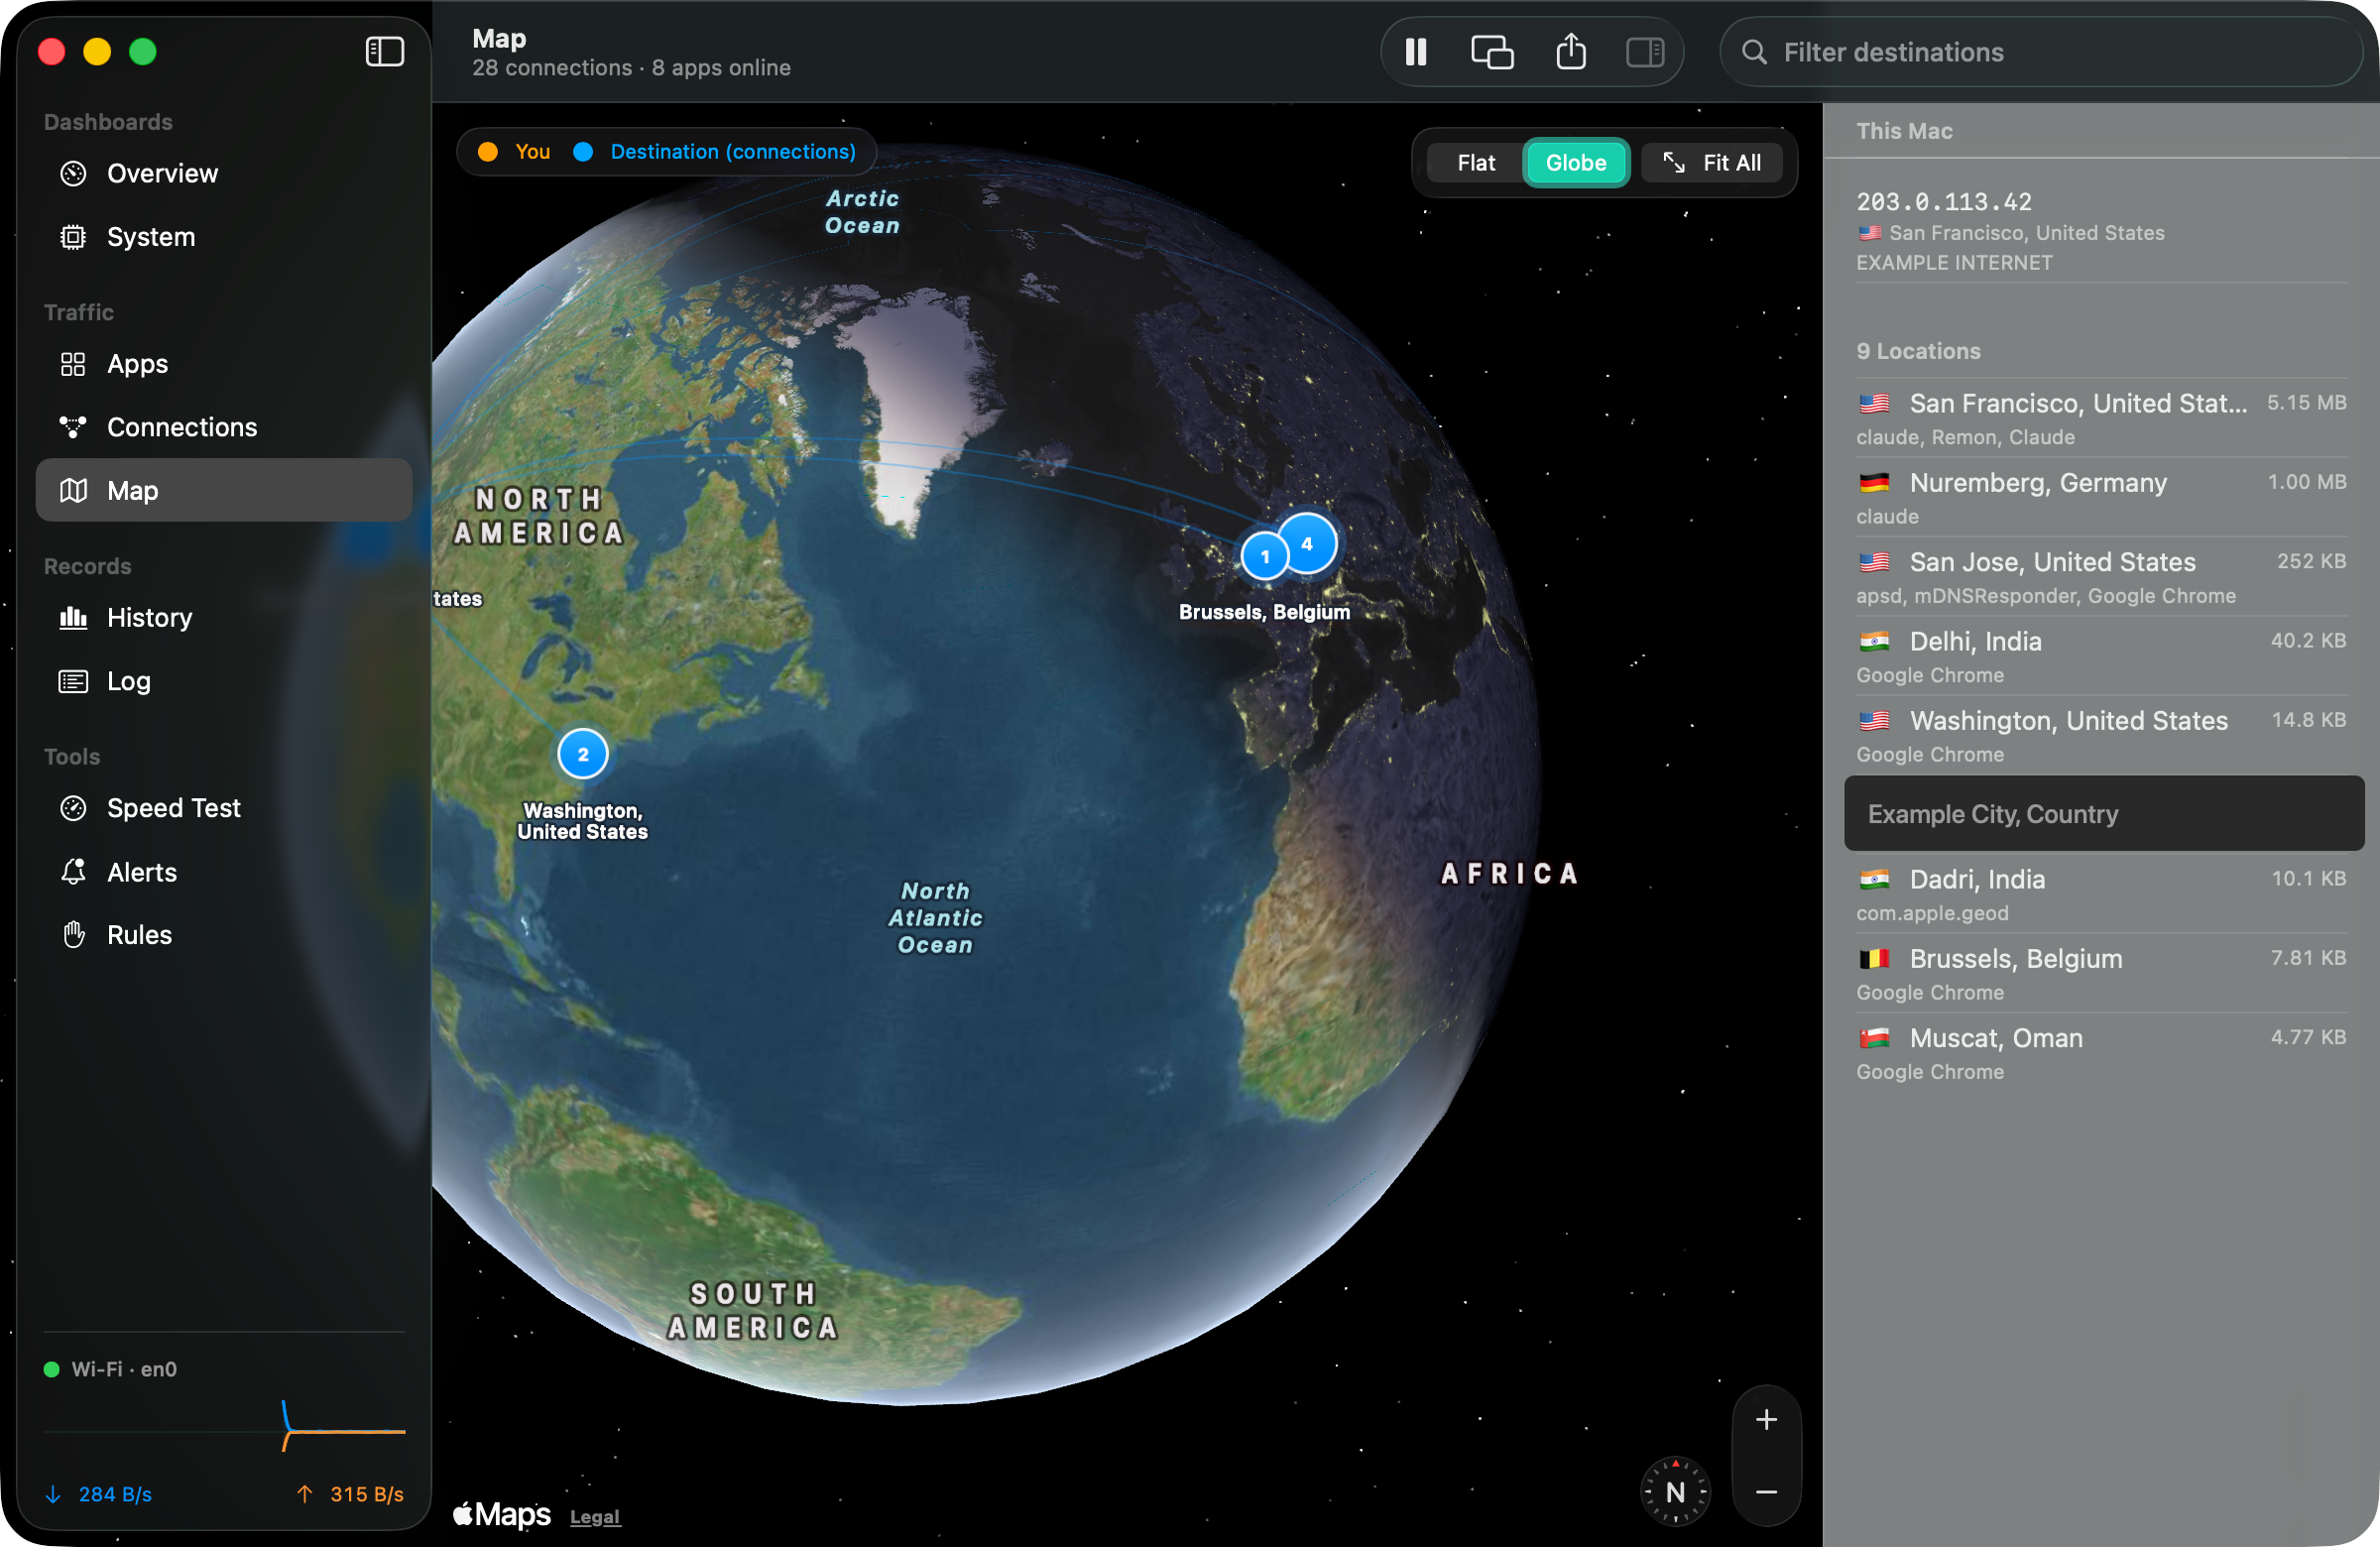 Dashboards
Overview
System
Traffic
Apps
Connections
Map
Records
History
Log
Tools
Speed Test
Alerts
Rules
Wi-Fi · en0
↓ 284 B/s
↑ 315 B/s
Map
28 connections · 8 apps online
Filter destinations
You
Destination (connections)
Flat
Globe
Fit All
Arctic
Ocean
NORTH
AMERICA
tates
1
4
Brussels, Belgium
2
Washington,
United States
North
Atlantic
Ocean
AFRICA
SOUTH
AMERICA
Maps
Legal
N
+
−
This Mac
203.0.113.42
San Francisco, United States
EXAMPLE INTERNET
9 Locations
San Francisco, United Stat... 5.15 MB
claude, Remon, Claude
Nuremberg, Germany 1.00 MB
claude
San Jose, United States 252 KB
apsd, mDNSResponder, Google Chrome
Delhi, India 40.2 KB
Google Chrome
Washington, United States 14.8 KB
Google Chrome
Example City, Country
Dadri, India 10.1 KB
com.apple.geod
Brussels, Belgium 7.81 KB
Google Chrome
Muscat, Oman 4.77 KB
Google Chrome